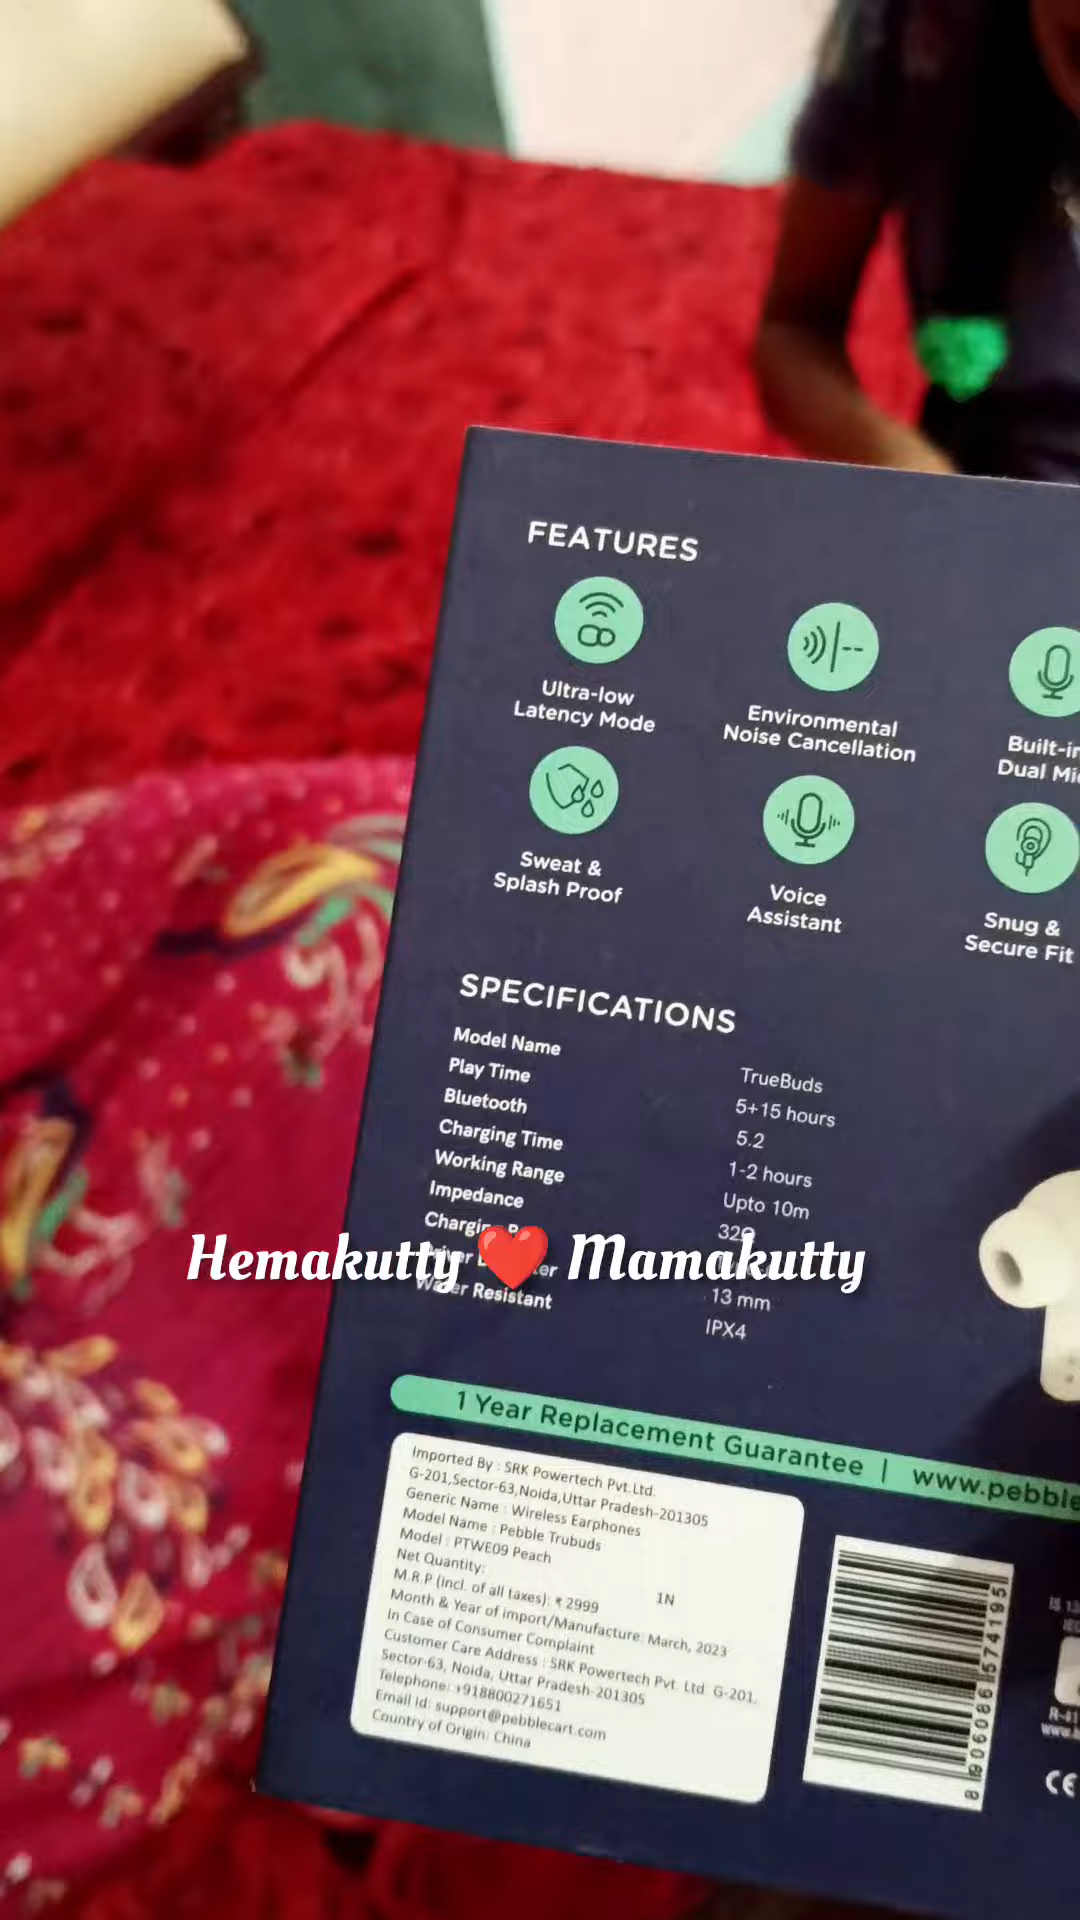 FEATURES
Ultra-low
Latency Mode
Environmental
Noise Cancellation
Built-in
Dual
Sweat &
Splash Proof
Voice
Assistant
Snug &
Secure Fit
SPECIFICATIONS
Model Name TrueBuds
Play Time 5+15 hours
Bluetooth 5.2
Charging Time 1-2 hours
Working Range Upto 10m
Impedance 32Ω
Hemakutty ❤️ Mamakutty
13 mm
Water Resistant IPX4
1 Year Replacement Guarantee | www.pebble
Imported By : SRK Powertech Pvt.Ltd.
G-201,Sector-63,Noida,Uttar Pradesh-201305
Generic Name : Wireless Earphones
Model Name : Pebble Trubuds
Model : PTWE09 Peach
Net Quantity: 1N
M.R.P (incl. of all taxes): ₹ 2999
Month & Year of import/Manufacture: March, 2023
In Case of Consumer Complaint
Customer Care Address : SRK Powertech Pvt. Ltd. G-201,
Sector-63, Noida, Uttar Pradesh-201305
Telephone: +918800271651
Email Id: support@pebblecart.com
Country of Origin: China
8 906086 574195
CE